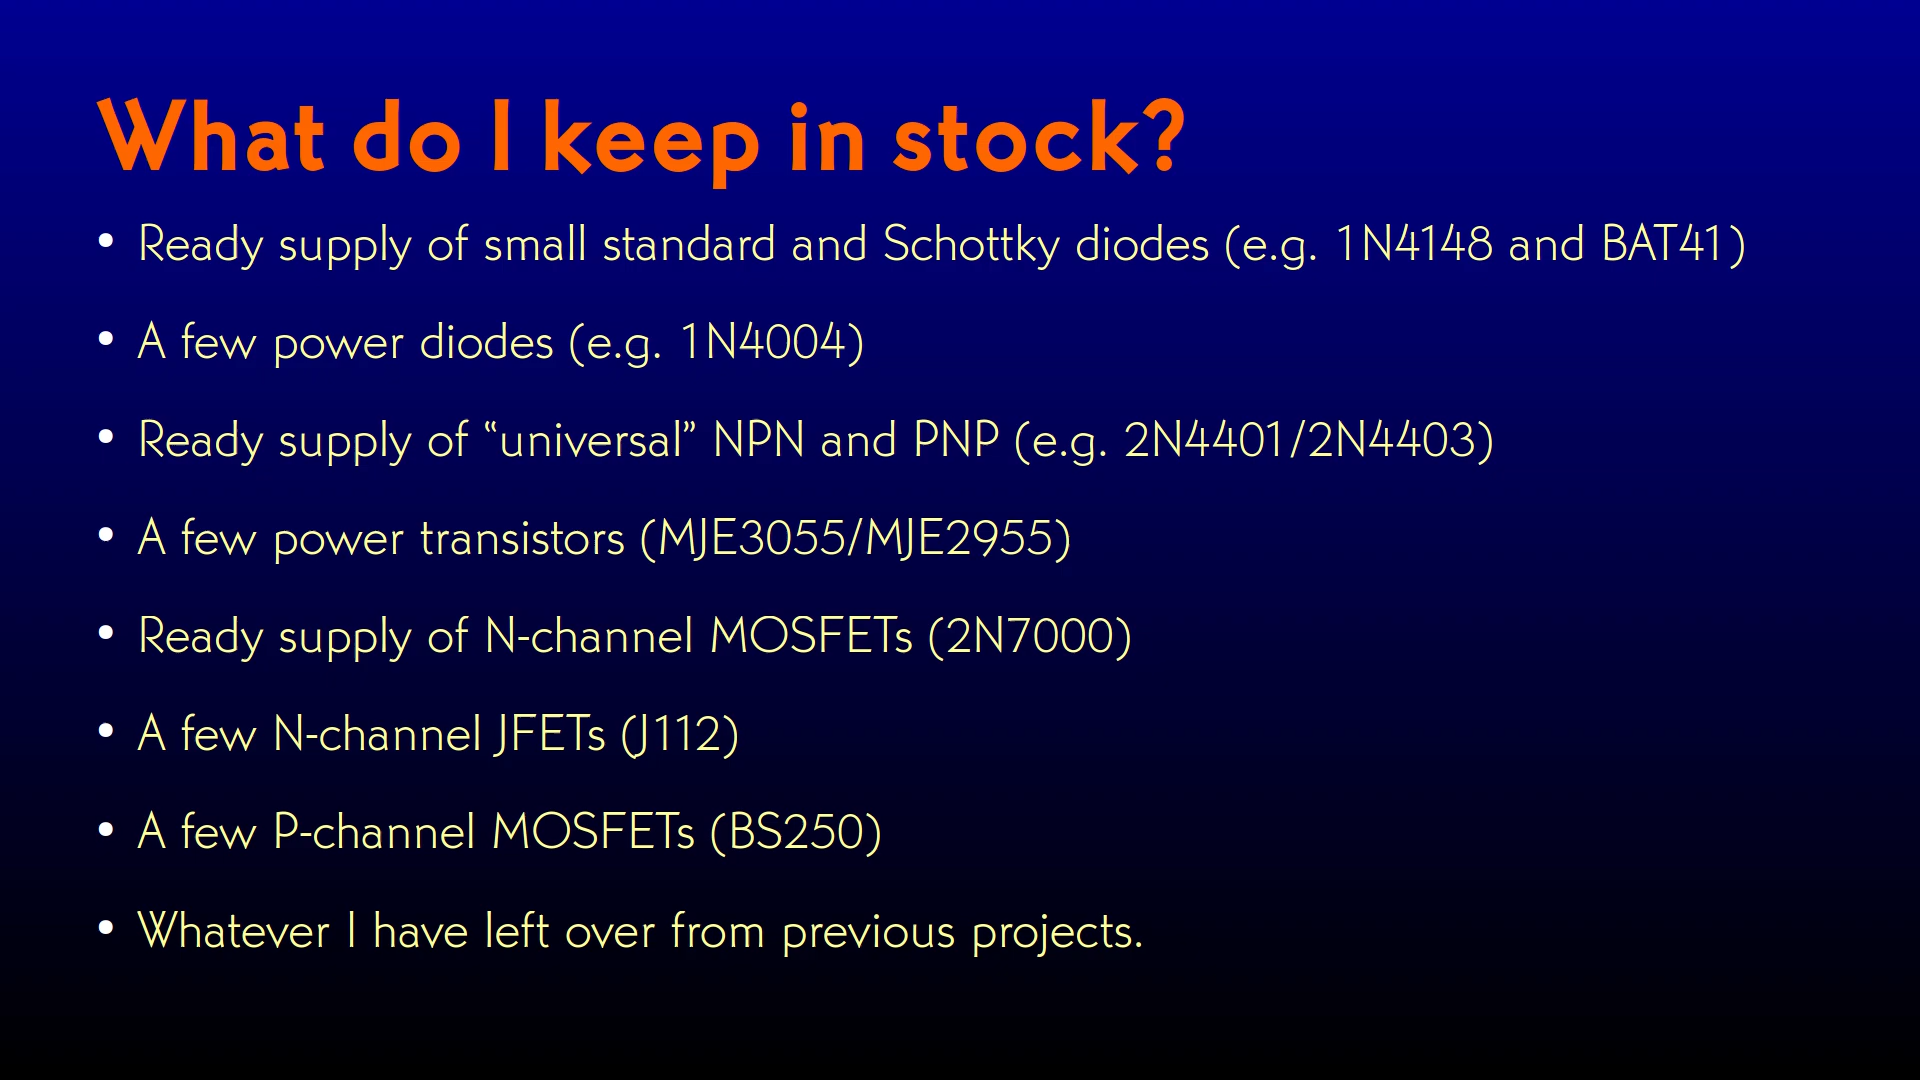 What do I keep in stock?
• Ready supply of small standard and Schottky diodes (e.g. 1N4148 and BAT41)
• A few power diodes (e.g. 1N4004)
• Ready supply of “universal” NPN and PNP (e.g. 2N4401/2N4403)
• A few power transistors (MJE3055/MJE2955)
• Ready supply of N-channel MOSFETs (2N7000)
• A few N-channel JFETs (J112)
• A few P-channel MOSFETs (BS250)
• Whatever I have left over from previous projects.